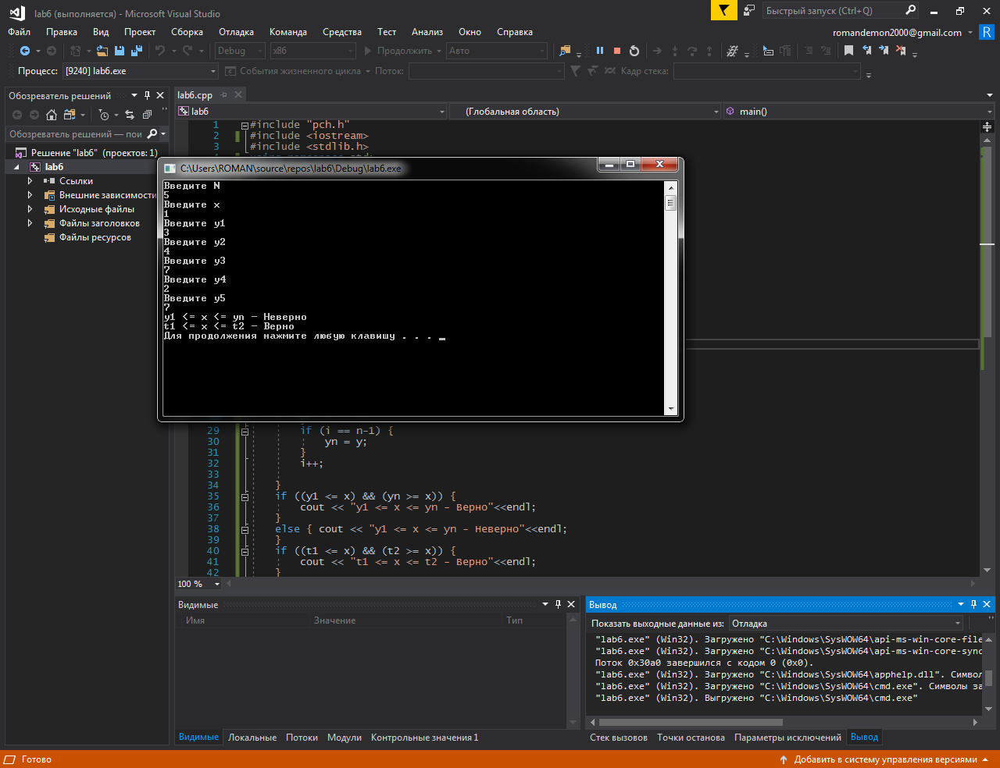 lab6 (выполняется) - Microsoft Visual Studio
Быстрый запуск (Ctrl+Q)
Файл Правка Вид Проект Сборка Отладка Команда Средства Тест Анализ Окно Справка
romandemon2000@gmail.com R
Debug x86 Продолжить Авто
Процесс: [9240] lab6.exe События жизненного цикла Поток: Кадр стека:
Обозреватель решений
Обозреватель решений — пои
Решение "lab6" (проектов: 1)
lab6
Ссылки
Внешние зависимости
Исходные файлы
Файлы заголовков
Файлы ресурсов
lab6.cpp
lab6 (Глобальная область) main()
1 #include "pch.h"
2 #include <iostream>
3 #include <stdlib.h>
C:\Users\ROMAN\source\repos\lab6\Debug\lab6.exe
Введите N
5
Введите x
1
Введите y1
3
Введите y2
4
Введите y3
7
Введите y4
2
Введите y5
7
y1 <= x <= yn - Неверно
t1 <= x <= t2 - Верно
Для продолжения нажмите любую клавишу . . . _
29 if (i == n-1) {
30 yn = y;
31 }
32 i++;
33
34 }
35 if ((y1 <= x) && (yn >= x)) {
36 cout << "y1 <= x <= yn - Верно"<<endl;
37 }
38 else { cout << "y1 <= x <= yn - Неверно"<<endl;
39 }
40 if ((t1 <= x) && (t2 >= x)) {
41 cout << "t1 <= x <= t2 - Верно"<<endl;
42 }
100 %
Видимые
Имя Значение Тип
Видимые Локальные Потоки Модули Контрольные значения 1
Вывод
Показать выходные данные из: Отладка
"lab6.exe" (Win32). Загружено "C:\Windows\SysWOW64\api-ms-win-core-file
"lab6.exe" (Win32). Загружено "C:\Windows\SysWOW64\api-ms-win-core-sync
Поток 0x30a0 завершился с кодом 0 (0x0).
"lab6.exe" (Win32). Загружено "C:\Windows\SysWOW64\apphelp.dll". Символ
"lab6.exe" (Win32). Загружено "C:\Windows\SysWOW64\cmd.exe". Символы за
"lab6.exe" (Win32). Выгружено "C:\Windows\SysWOW64\cmd.exe"
Стек вызовов Точки останова Параметры исключений Вывод
Готово
Добавить в систему управления версиями